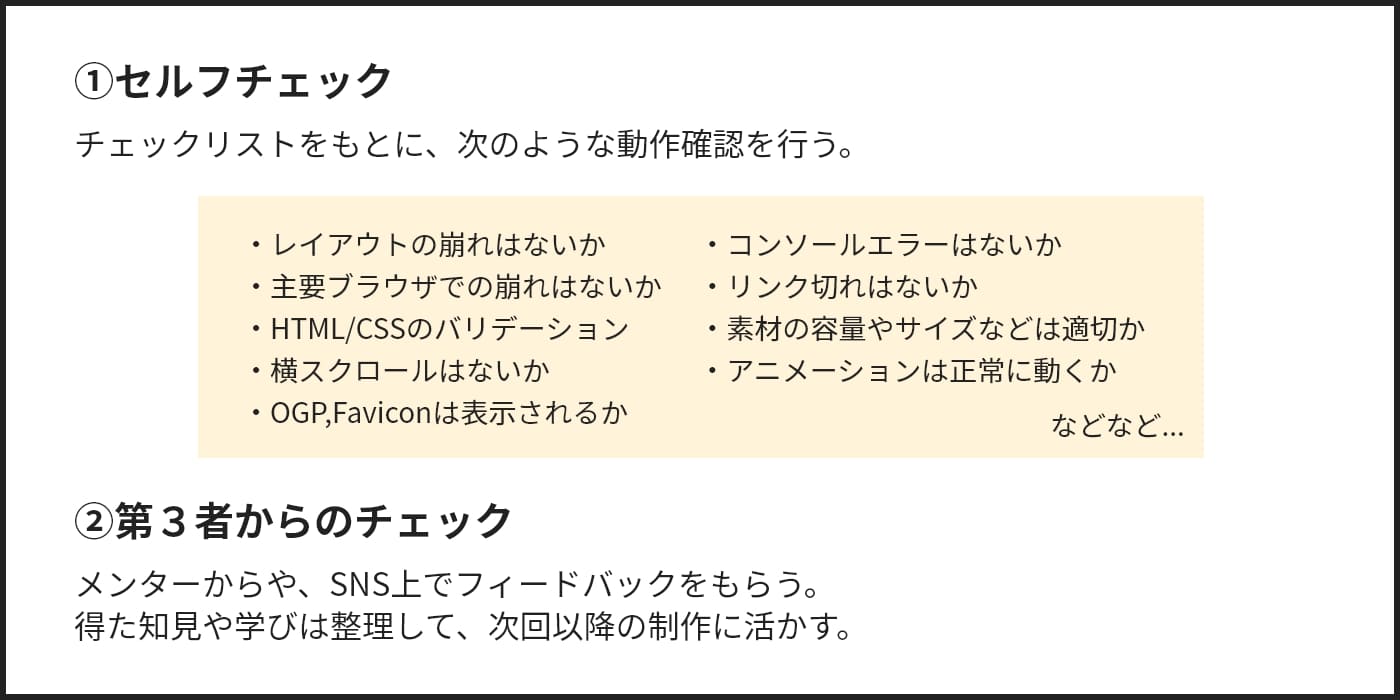 ①セルフチェック
チェックリストをもとに、次のような動作確認を行う。
・レイアウトの崩れはないか
・主要ブラウザでの崩れはないか
・HTML/CSSのバリデーション
・横スクロールはないか
・OGP,Faviconは表示されるか
・コンソールエラーはないか
・リンク切れはないか
・素材の容量やサイズなどは適切か
・アニメーションは正常に動くか
などなど...
②第３者からのチェック
メンターからや、SNS上でフィードバックをもらう。
得た知見や学びは整理して、次回以降の制作に活かす。